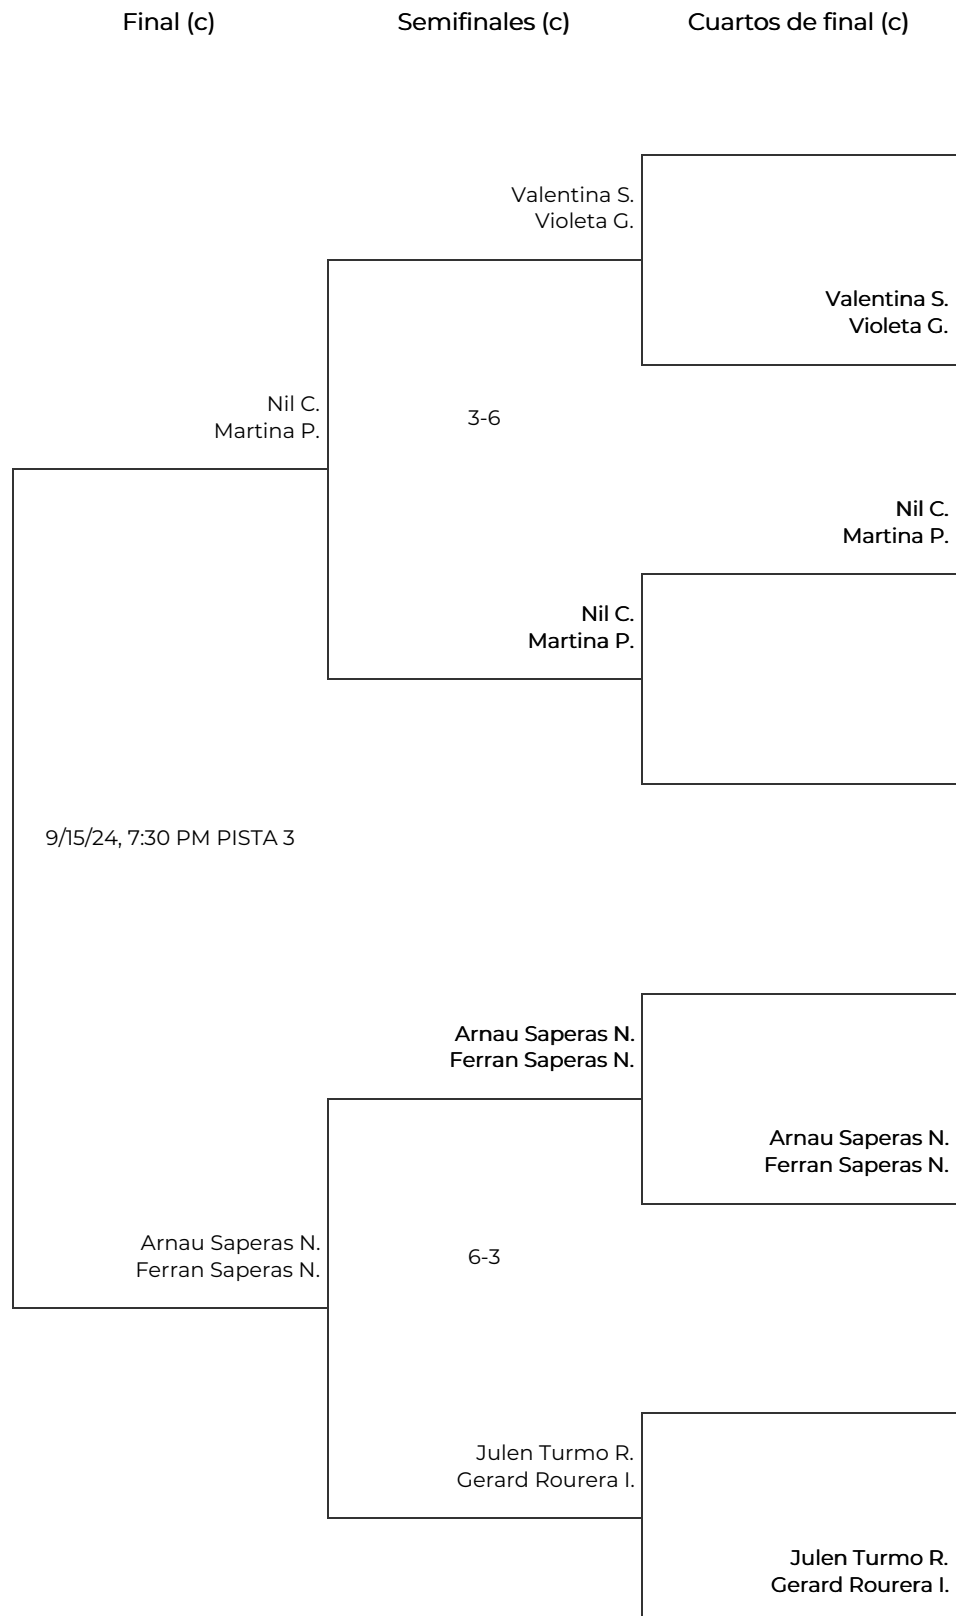 Final (c)
Semifinales (c)
Cuartos de final (c)
Valentina S.
Violeta G.
Valentina S.
Violeta G.
Nil C.
Martina P.
3-6
Nil C.
Martina P.
Nil C.
Martina P.
9/15/24, 7:30 PM PISTA 3
Arnau Saperas N.
Ferran Saperas N.
Arnau Saperas N.
Ferran Saperas N.
Arnau Saperas N.
Ferran Saperas N.
6-3
Julen Turmo R.
Gerard Rourera I.
Julen Turmo R.
Gerard Rourera I.